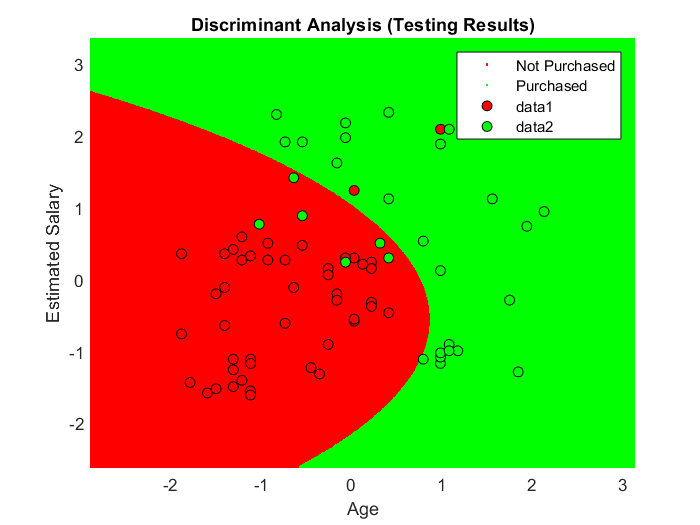 Discriminant Analysis (Testing Results)
Not Purchased
Purchased
data1
data2
Estimated Salary
3
2
1
0
-1
-2
-2 -1 0 1 2 3
Age